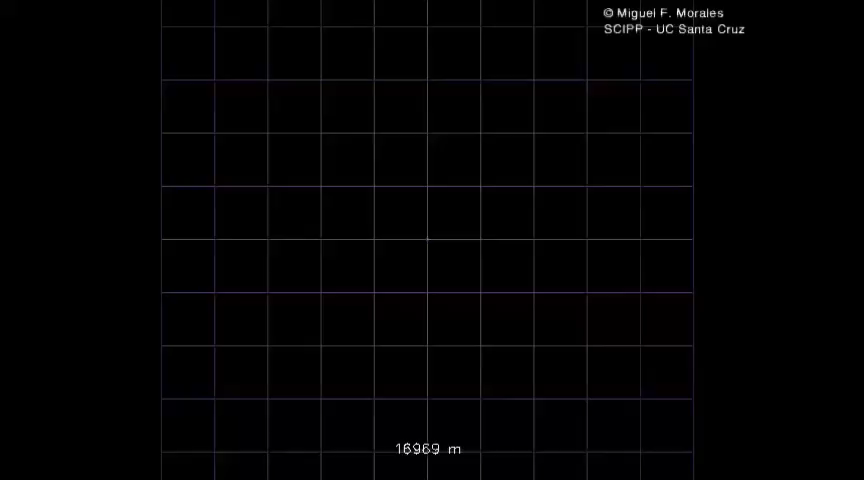 © Miguel F. Morales
SCIPP - UC Santa Cruz
16969 m